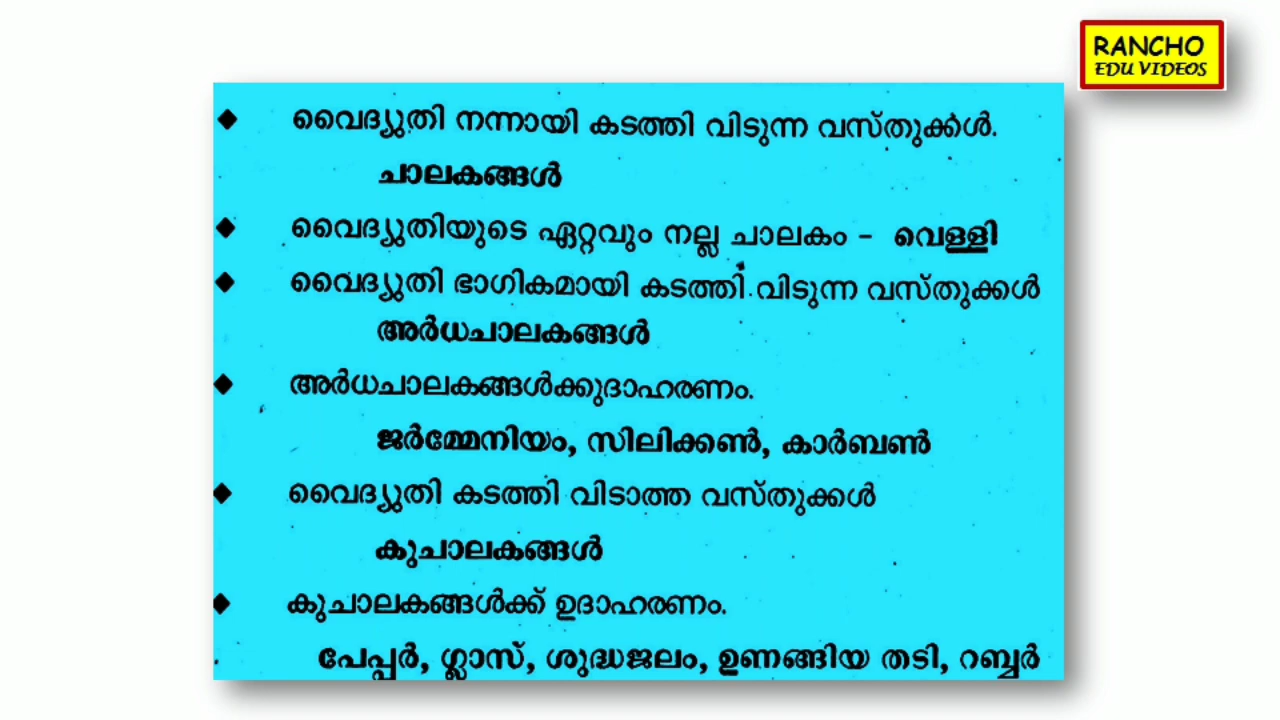 RANCHO
EDU VIDEOS
വൈദ്യുതി നന്നായി കടത്തി വിടുന്ന വസ്തുക്കൾ.
ചാലകങ്ങൾ
വൈദ്യുതിയുടെ ഏറ്റവും നല്ല ചാലകം - വെള്ളി
വൈദ്യുതി ഭാഗികമായി കടത്തി വിടുന്ന വസ്തുക്കൾ
അർധചാലകങ്ങൾ
അർധചാലകങ്ങൾക്കുദാഹരണം.
ജർമ്മേനിയം, സിലിക്കൺ, കാർബൺ
വൈദ്യുതി കടത്തി വിടാത്ത വസ്തുക്കൾ
കുചാലകങ്ങൾ
കുചാലകങ്ങൾക്ക് ഉദാഹരണം.
പേപ്പർ, ഗ്ലാസ്, ശുദ്ധജലം, ഉണങ്ങിയ തടി, റബ്ബർ